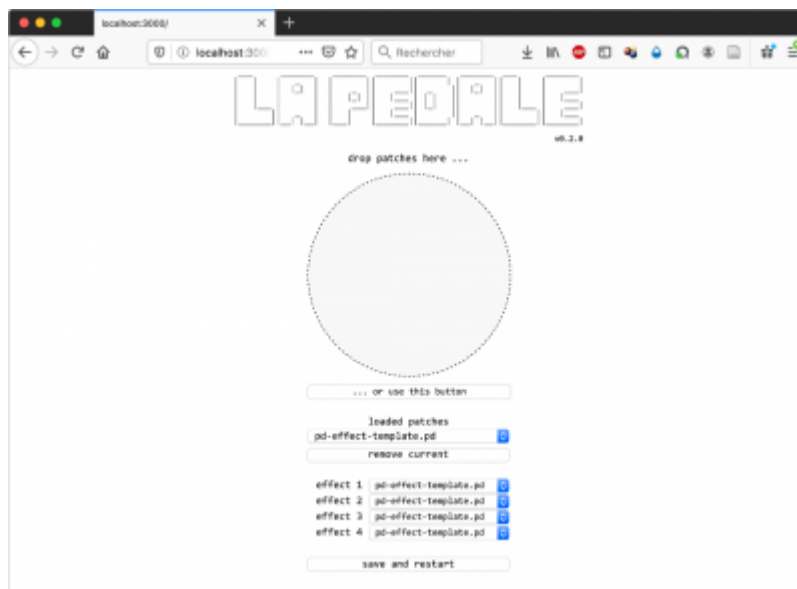 localhost:3000/
localhost:300
Rechercher
LA PEDALE
v0.2.0
drop patches here ...
... or use this button
loaded patches
pd-effect-template.pd
remove current
effect 1 pd-effect-template.pd
effect 2 pd-effect-template.pd
effect 3 pd-effect-template.pd
effect 4 pd-effect-template.pd
save and restart